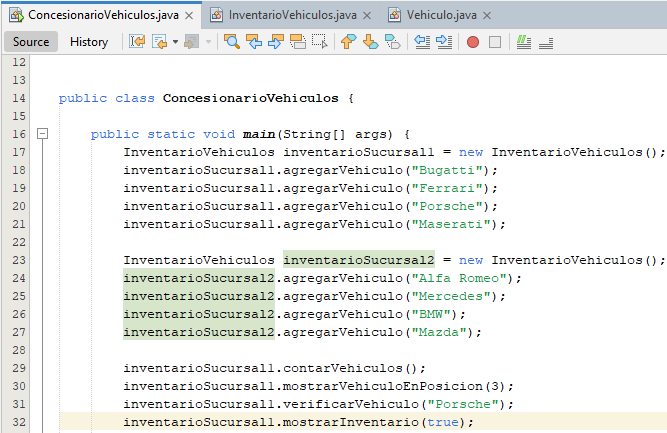 ConcesionarioVehiculos.java InventarioVehiculos.java Vehiculo.java
Source History
12
13
14 public class ConcesionarioVehiculos {
15
16 public static void main(String[] args) {
17 InventarioVehiculos inventarioSucursal1 = new InventarioVehiculos();
18 inventarioSucursal1.agregarVehiculo("Bugatti");
19 inventarioSucursal1.agregarVehiculo("Ferrari");
20 inventarioSucursal1.agregarVehiculo("Porsche");
21 inventarioSucursal1.agregarVehiculo("Maserati");
22
23 InventarioVehiculos inventarioSucursal2 = new InventarioVehiculos();
24 inventarioSucursal2.agregarVehiculo("Alfa Romeo");
25 inventarioSucursal2.agregarVehiculo("Mercedes");
26 inventarioSucursal2.agregarVehiculo("BMW");
27 inventarioSucursal2.agregarVehiculo("Mazda");
28
29 inventarioSucursal1.contarVehiculos();
30 inventarioSucursal1.mostrarVehiculoEnPosicion(3);
31 inventarioSucursal1.verificarVehiculo("Porsche");
32 inventarioSucursal1.mostrarInventario(true);